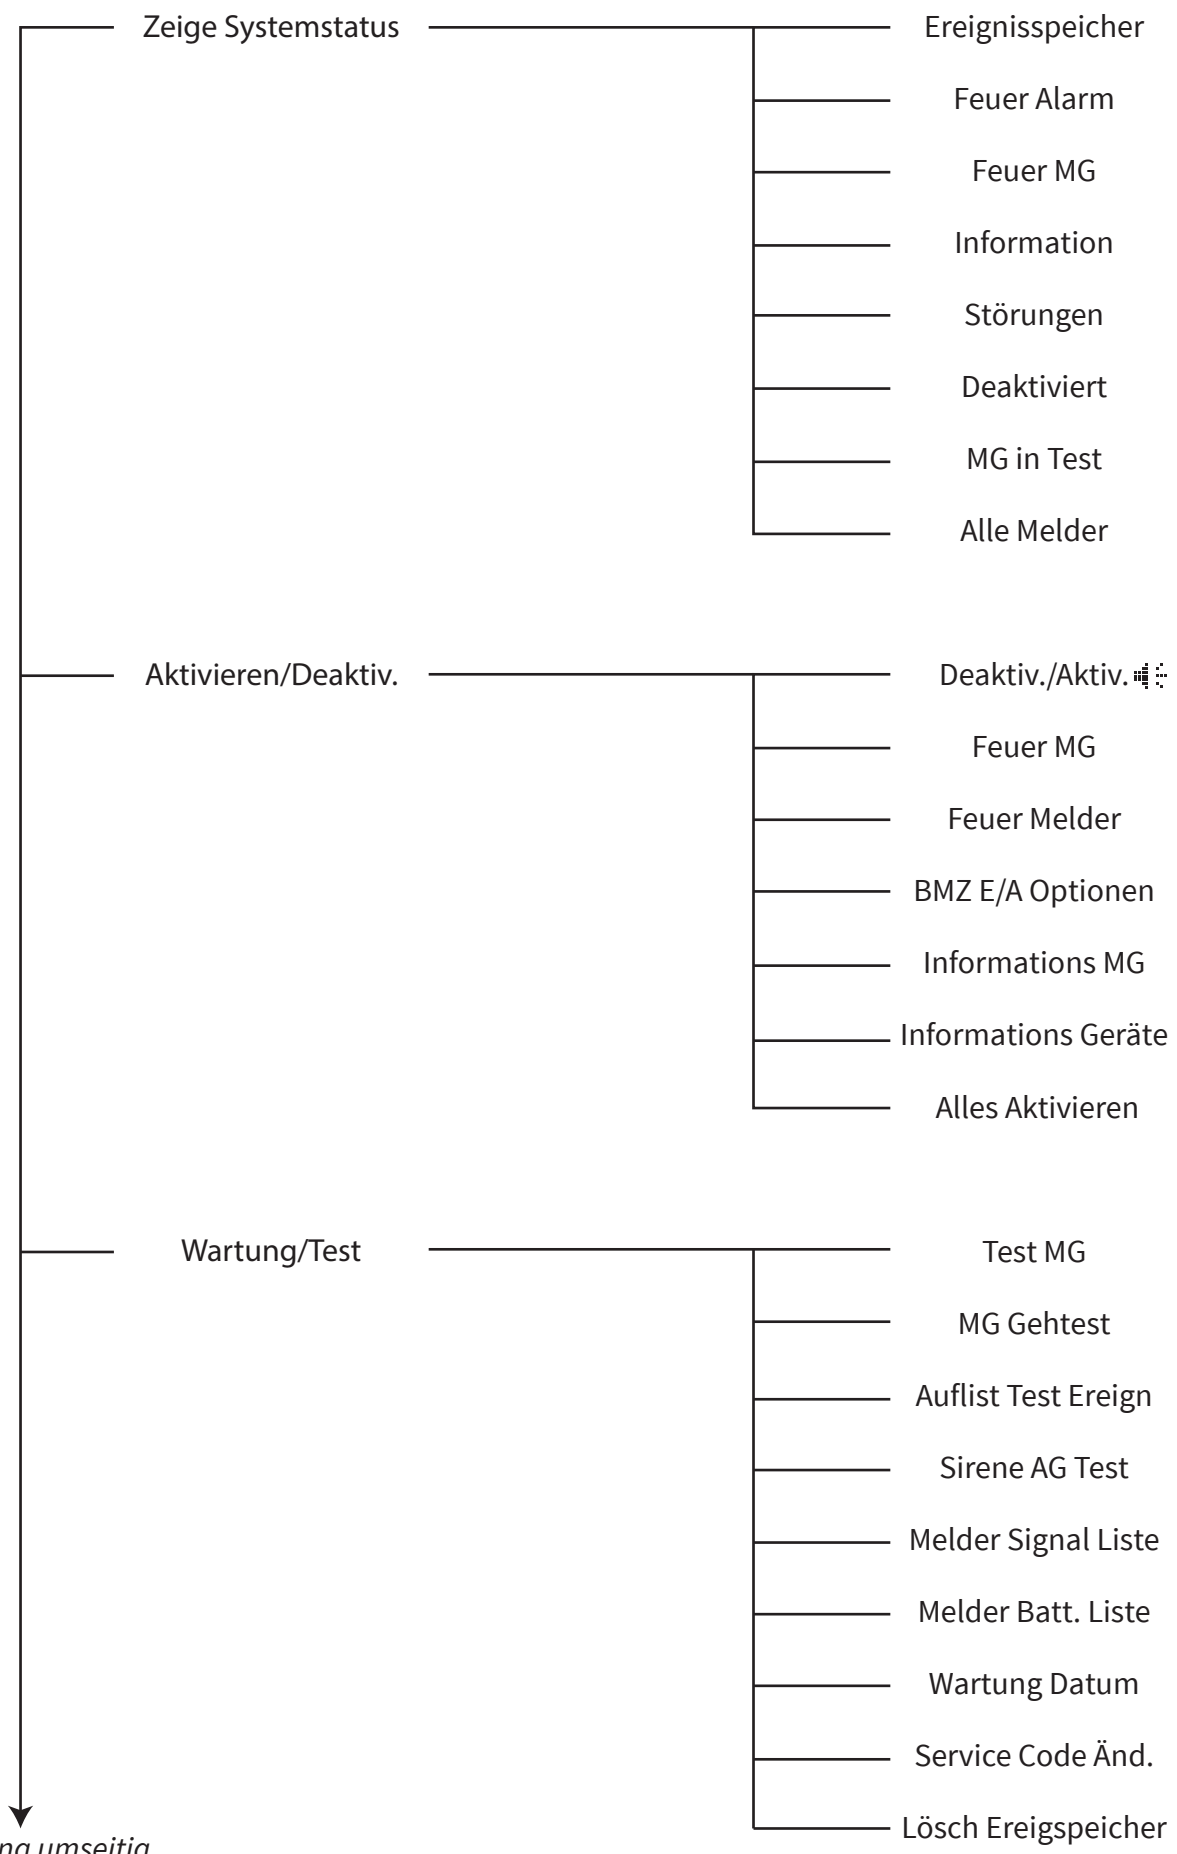 Zeige Systemstatus
Ereignisspeicher
Feuer Alarm
Feuer MG
Information
Störungen
Deaktiviert
MG in Test
Alle Melder
Aktivieren/Deaktiv.
Deaktiv./Aktiv.
Feuer MG
Feuer Melder
BMZ E/A Optionen
Informations MG
Informations Geräte
Alles Aktivieren
Wartung/Test
Test MG
MG Gehtest
Auflist Test Ereign
Sirene AG Test
Melder Signal Liste
Melder Batt. Liste
Wartung Datum
Service Code Änd.
Lösch Ereigspeicher
umseitig